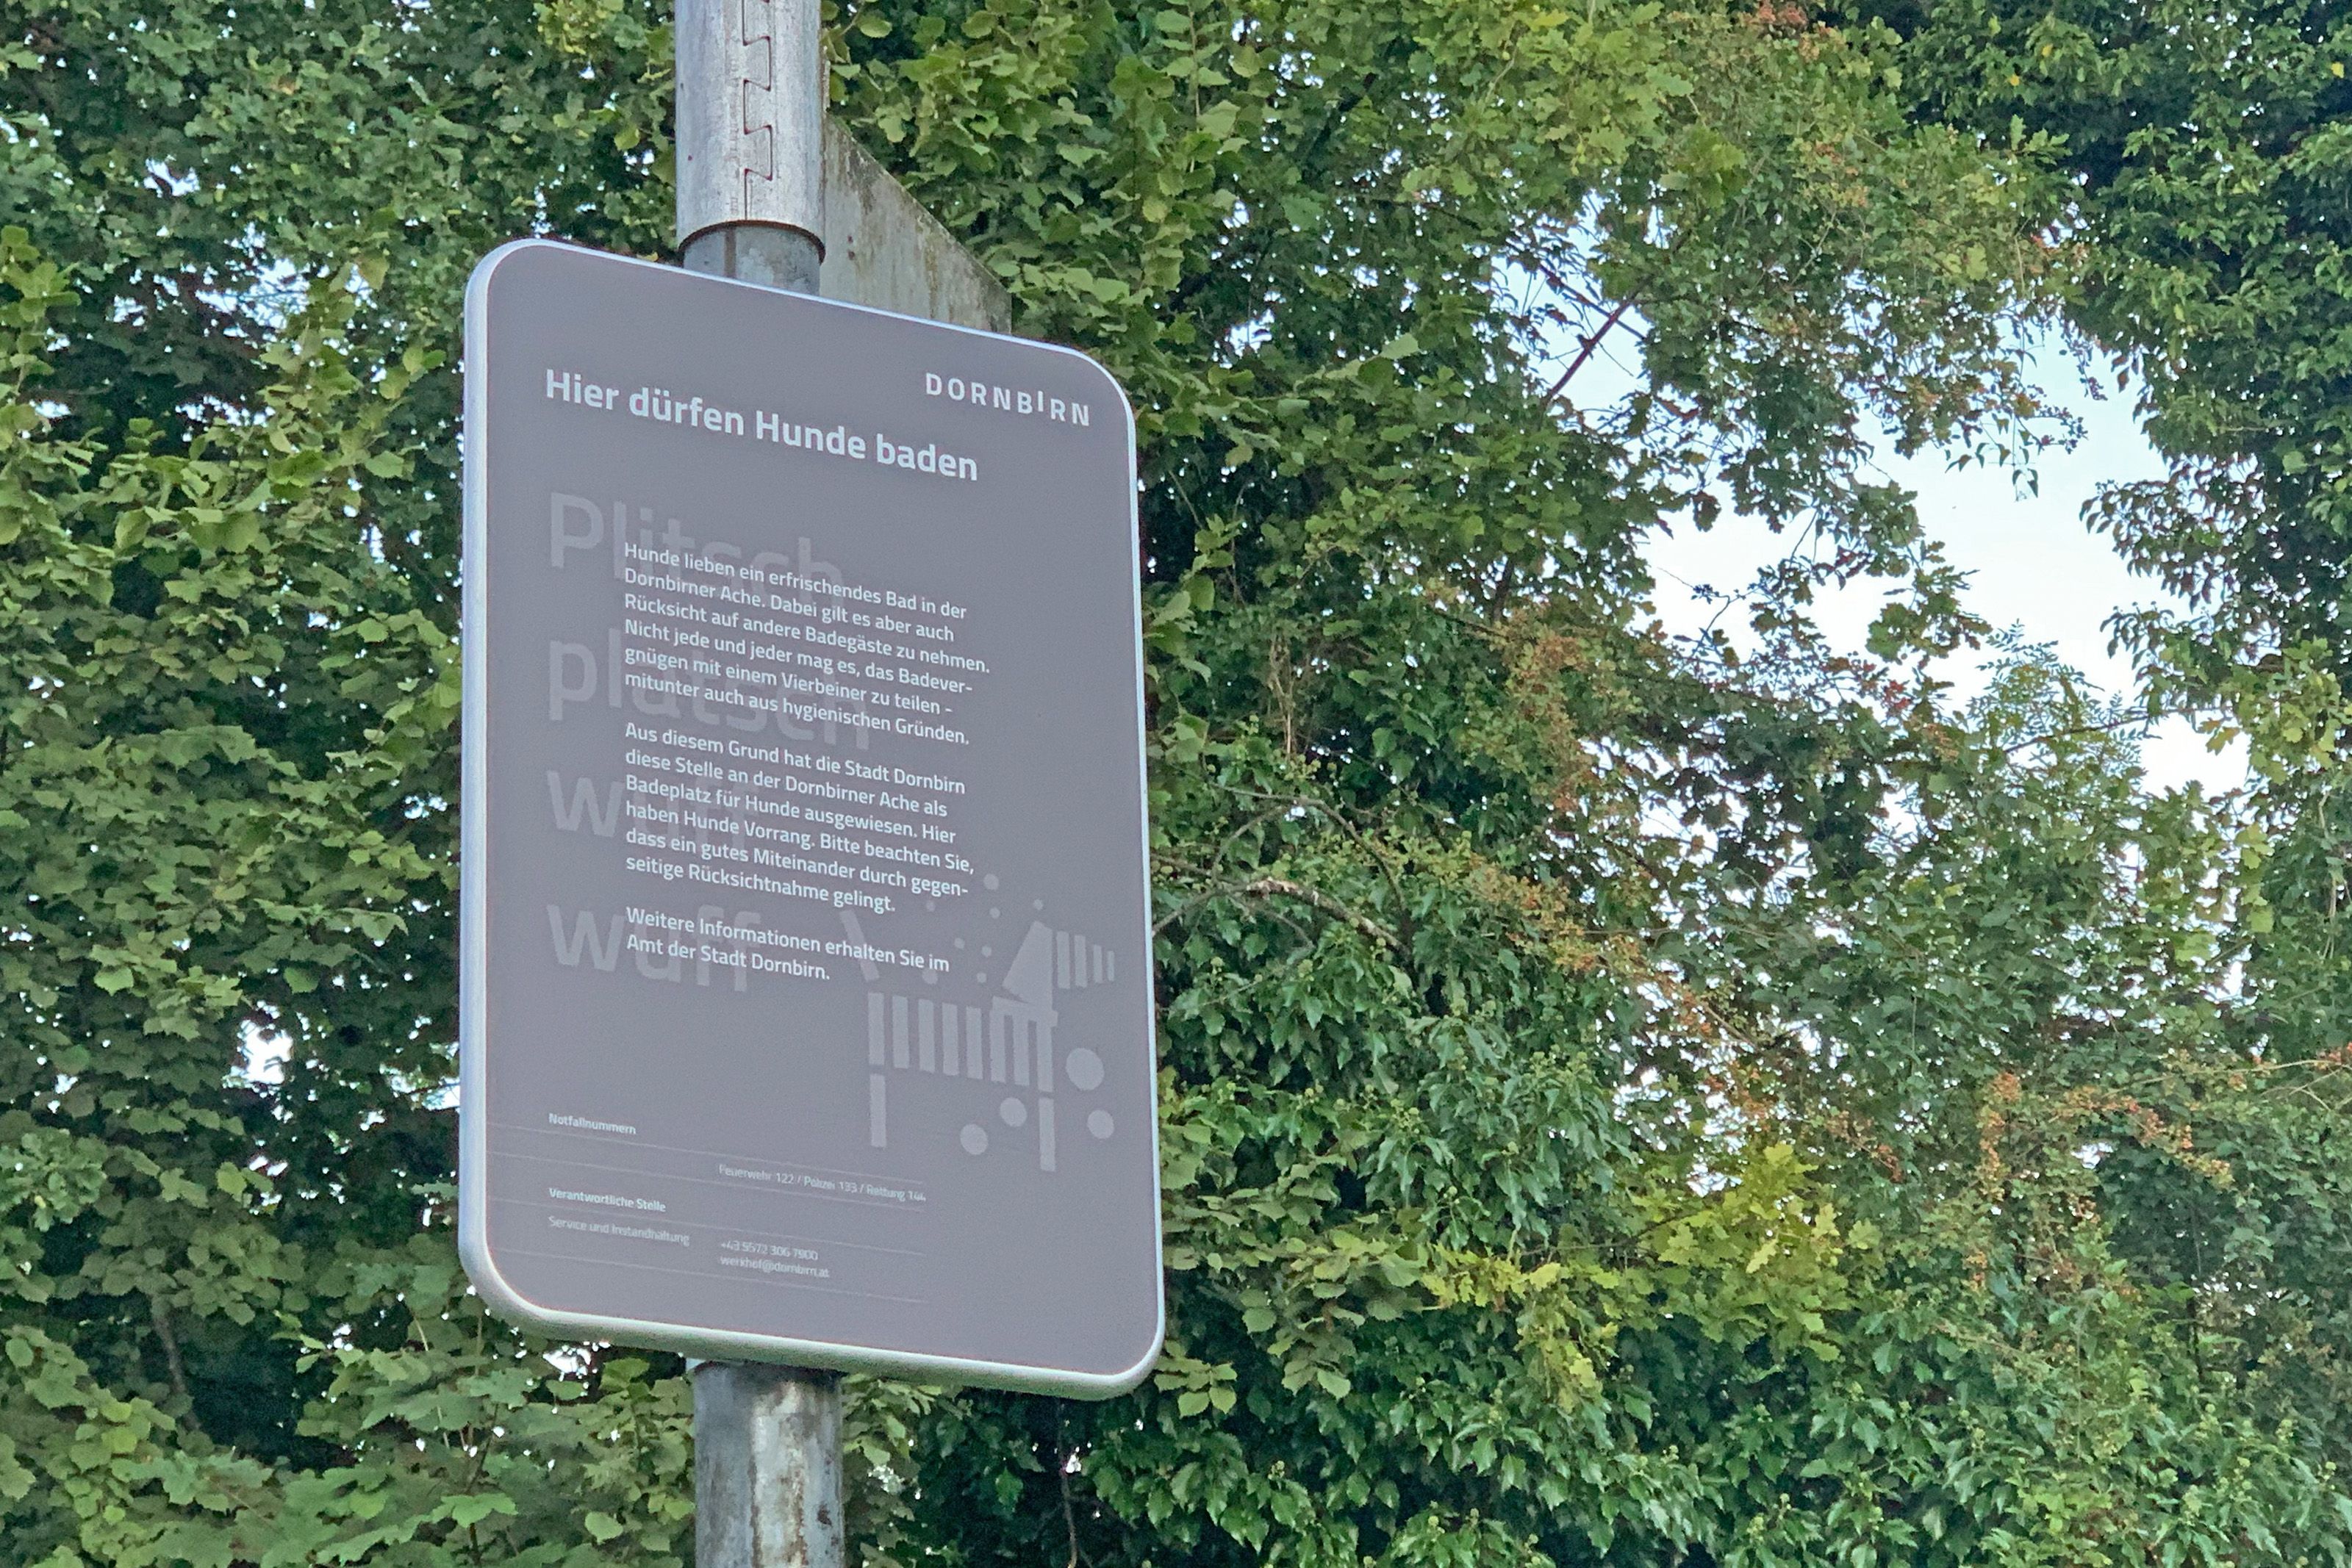 DORNBIRN
Hier dürfen Hunde baden
Plitsch
platsch
wuff
wuff
Hunde lieben ein erfrischendes Bad in der
Dornbirner Ache. Dabei gilt es aber auch
Rücksicht auf andere Badegäste zu nehmen.
Nicht jede und jeder mag es, das Badever-
gnügen mit einem Vierbeiner zu teilen -
mitunter auch aus hygienischen Gründen.
Aus diesem Grund hat die Stadt Dornbirn
diese Stelle an der Dornbirner Ache als
Badeplatz für Hunde ausgewiesen. Hier
haben Hunde Vorrang. Bitte beachten Sie,
dass ein gutes Miteinander durch gegen-
seitige Rücksichtnahme gelingt.
Weitere Informationen erhalten Sie im
Amt der Stadt Dornbirn.
Notfallnummern
Feuerwehr 122 / Polizei 133 / Rettung 144
Verantwortliche Stelle
Service und Instandhaltung
+43 5572 306 7900
werkhof@dornbirn.at